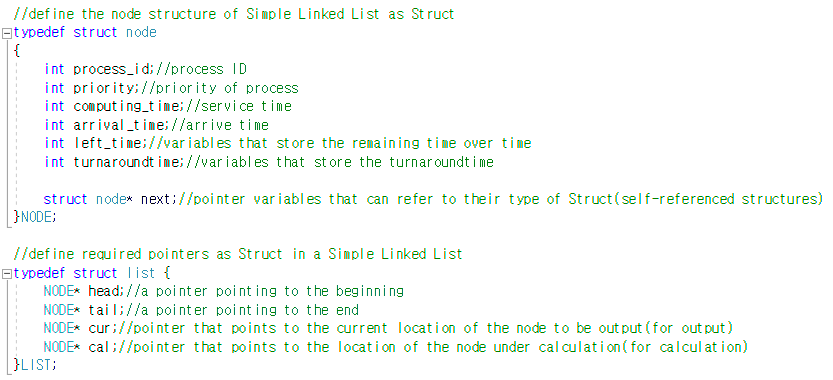 //define the node structure of Simple Linked List as Struct
typedef struct node
{
int process_id;//process ID
int priority;//priority of process
int computing_time;//service time
int arrival_time;//arrive time
int left_time;//variables that store the remaining time over time
int turnaroundtime;//variables that store the turnaroundtime
struct node* next;//pointer variables that can refer to their type of Struct(self-referenced structures)
}NODE;
//define required pointers as Struct in a Simple Linked List
typedef struct list {
NODE* head;//a pointer pointing to the beginning
NODE* tail;//a pointer pointing to the end
NODE* cur;//pointer that points to the current location of the node to be output(for output)
NODE* cal;//pointer that points to the location of the node under calculation(for calculation)
}LIST;